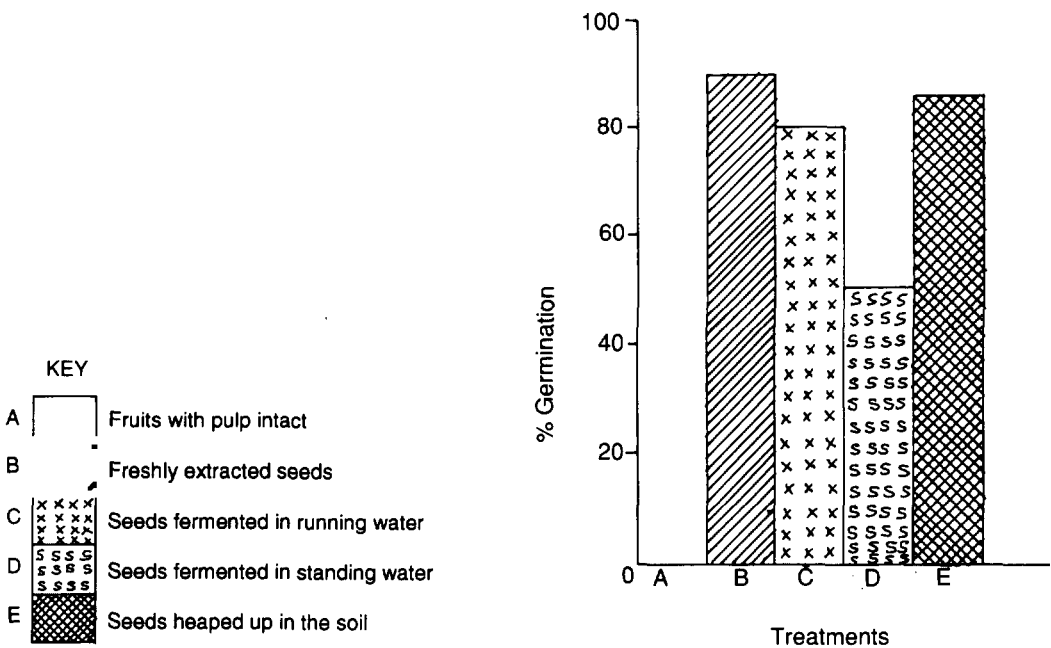 KEY
A Fruits with pulp intact
B Freshly extracted seeds
C Seeds fermented in running water
D Seeds fermented in standing water
E Seeds heaped up in the soil
% Germination
100
80
60
40
20
0 A B C D E
Treatments